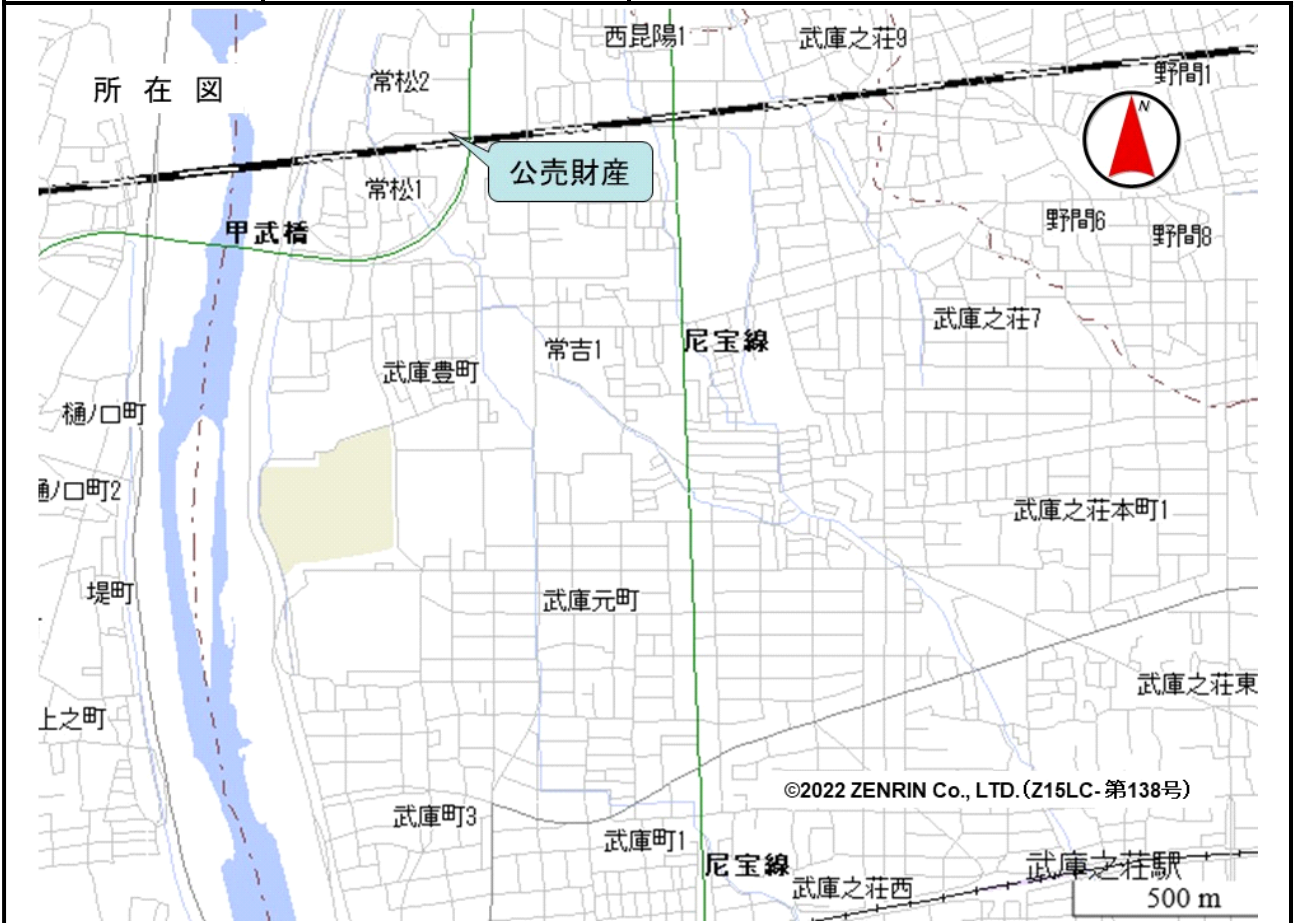 西昆陽1
武庫之荘9
野間1
所在図
常松2
N
公売財産
常松1
野間6
野間8
甲武橋
武庫之荘7
尼宝線
常吉1
武庫豊町
樋ノ口町
樋ノ口町2
武庫之荘本町1
堤町
武庫元町
武庫之荘東
上之町
©2022 ZENRIN Co., LTD.(Z15LC-第138号)
武庫町3
武庫町1
尼宝線
武庫之荘西
武庫之荘駅
500 m